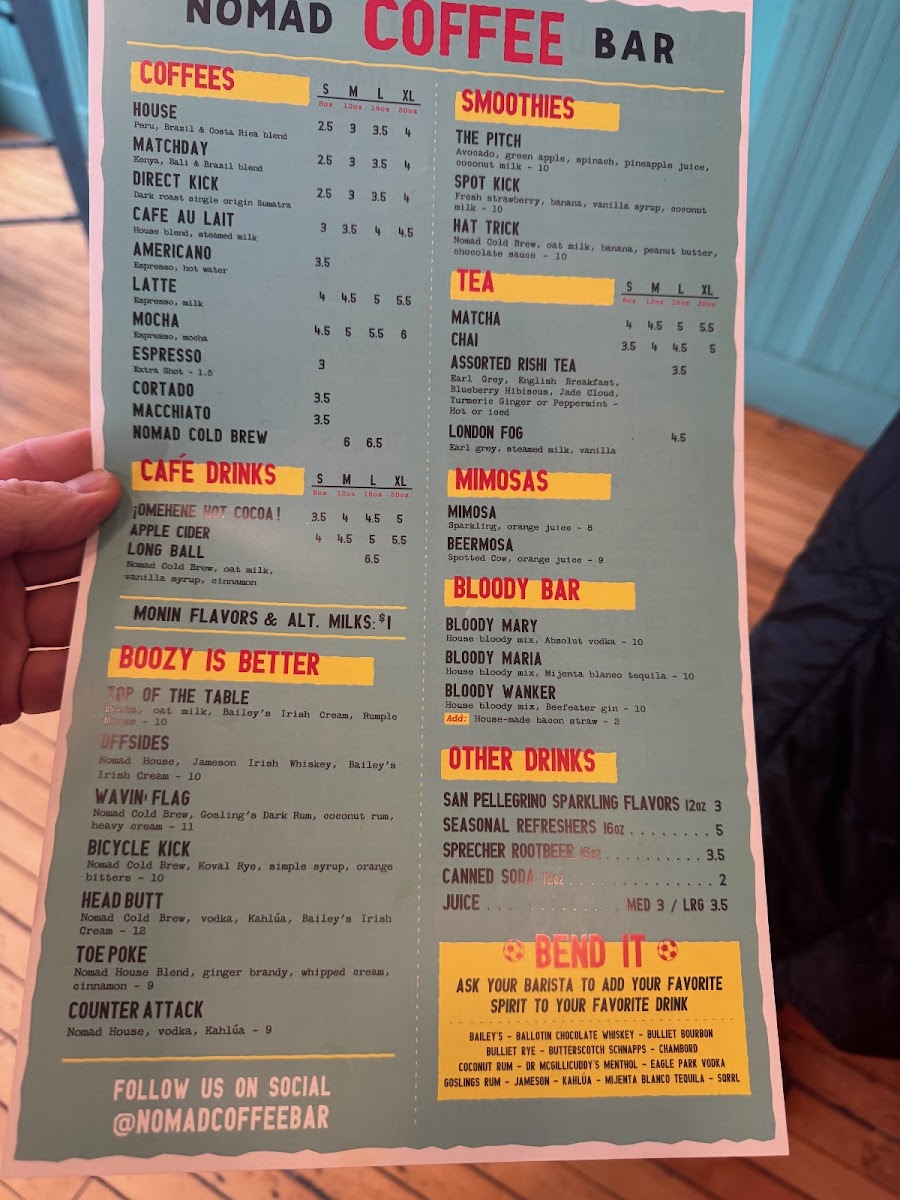 NOMAD COFFEE BAR
COFFEES
S M L XL
8oz 12oz 16oz 20oz
HOUSE 2.5 3 3.5 4
Peru, Brazil & Costa Rica blend
MATCHDAY 2.5 3 3.5 4
Kenya, Bali & Brazil blend
DIRECT KICK 2.5 3 3.5 4
Dark roast single origin Sumatra
CAFE AU LAIT 3 3.5 4 4.5
House blend, steamed milk
AMERICANO 3.5
Espresso, hot water
LATTE 4 4.5 5 5.5
Espresso, milk
MOCHA 4.5 5 5.5 6
Espresso, mocha
ESPRESSO 3
Extra Shot - 1.5
CORTADO 3.5
MACCHIATO 3.5
NOMAD COLD BREW 6 6.5
CAFÉ DRINKS
S M L XL
8oz 12oz 16oz 20oz
¡OMEHENE HOT COCOA! 3.5 4 4.5 5
APPLE CIDER 4 4.5 5 5.5
LONG BALL 6.5
Nomad Cold Brew, oat milk,
vanilla syrup, cinnamon
MONIN FLAVORS & ALT. MILKS: $1
BOOZY IS BETTER
TOP OF THE TABLE
oat milk, Bailey's Irish Cream, Rumple
- 10
OFFSIDES
Nomad House, Jameson Irish Whiskey, Bailey's
Irish Cream - 10
WAVIN' FLAG
Nomad Cold Brew, Gosling's Dark Rum, coconut rum,
heavy cream - 11
BICYCLE KICK
Nomad Cold Brew, Koval Rye, simple syrup, orange
bitters - 10
HEAD BUTT
Nomad Cold Brew, vodka, Kahlúa, Bailey's Irish
Cream - 12
TOE POKE
Nomad House Blend, ginger brandy, whipped cream,
cinnamon - 9
COUNTER ATTACK
Nomad House, vodka, Kahlúa - 9
FOLLOW US ON SOCIAL
@NOMADCOFFEEBAR
SMOOTHIES
THE PITCH
Avocado, green apple, spinach, pineapple juice,
coconut milk - 10
SPOT KICK
Fresh strawberry, banana, vanilla syrup, coconut
milk - 10
HAT TRICK
Nomad Cold Brew, oat milk, banana, peanut butter,
chocolate sauce - 10
TEA
S M L XL
8oz 12oz 16oz 20oz
MATCHA 4 4.5 5 5.5
CHAI 3.5 4 4.5 5
ASSORTED RISHI TEA 3.5
Earl Grey, English Breakfast,
Blueberry Hibiscus, Jade Cloud,
Turmeric Ginger or Peppermint -
Hot or iced
LONDON FOG 4.5
Earl grey, steamed milk, vanilla
MIMOSAS
MIMOSA
Sparkling, orange juice - 8
BEERMOSA
Spotted Cow, orange juice - 9
BLOODY BAR
BLOODY MARY
House bloody mix, Absolut vodka - 10
BLOODY MARIA
House bloody mix, Mijenta blanco tequila - 10
BLOODY WANKER
House bloody mix, Beefeater gin - 10
Add: House-made bacon straw - 2
OTHER DRINKS
SAN PELLEGRINO SPARKLING FLAVORS 12oz 3
SEASONAL REFRESHERS 16oz . . . . . . . . 5
SPRECHER ROOTBEER 16oz . . . . . . . . . . 3.5
CANNED SODA 12oz . . . . . . . . . . . . . . . 2
JUICE . . . . . . . . . . . . . . MED 3 / LRG 3.5
BEND IT
ASK YOUR BARISTA TO ADD YOUR FAVORITE
SPIRIT TO YOUR FAVORITE DRINK
BAILEY'S - BALLOTIN CHOCOLATE WHISKEY - BULLIET BOURBON
BULLIET RYE - BUTTERSCOTCH SCHNAPPS - CHAMBORD
COCONUT RUM - DR MCGILLICUDDY'S MENTHOL - EAGLE PARK VODKA
GOSLINGS RUM - JAMESON - KAHLÚA - MIJENTA BLANCO TEQUILA - SQRRL